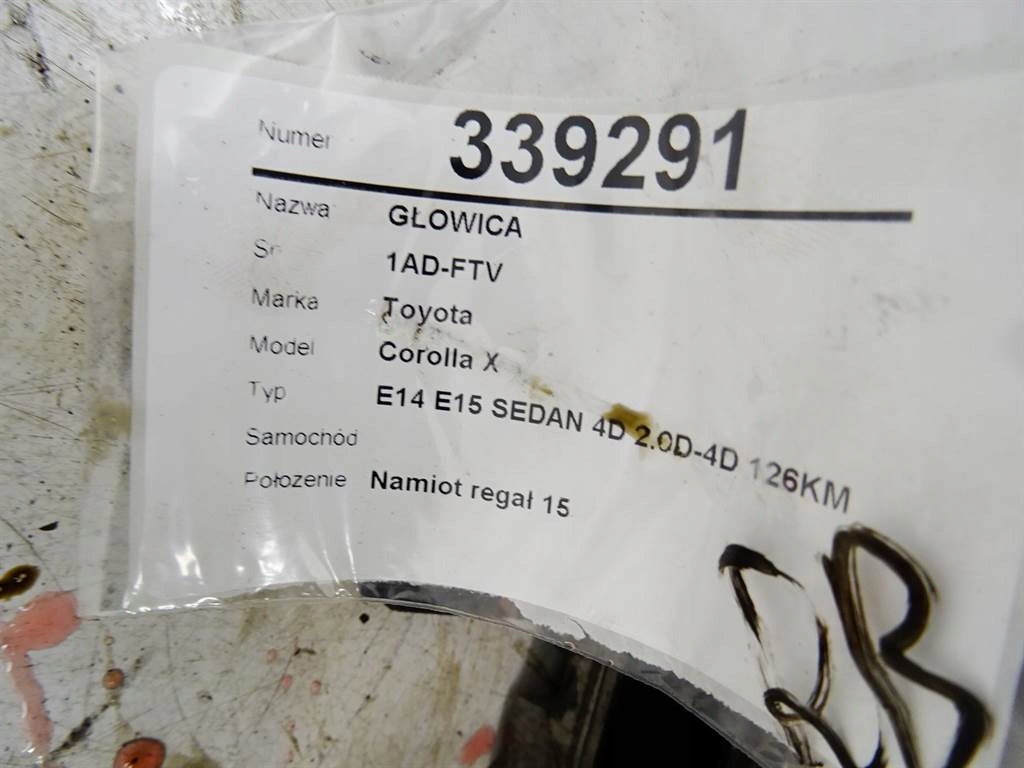 Numer 339291
Nazwa GŁOWICA
Sn 1AD-FTV
Marka Toyota
Model Corolla X
Typ E14 E15 SEDAN 4D 2.0D-4D 126KM
Samochód
Położenie Namiot regał 15